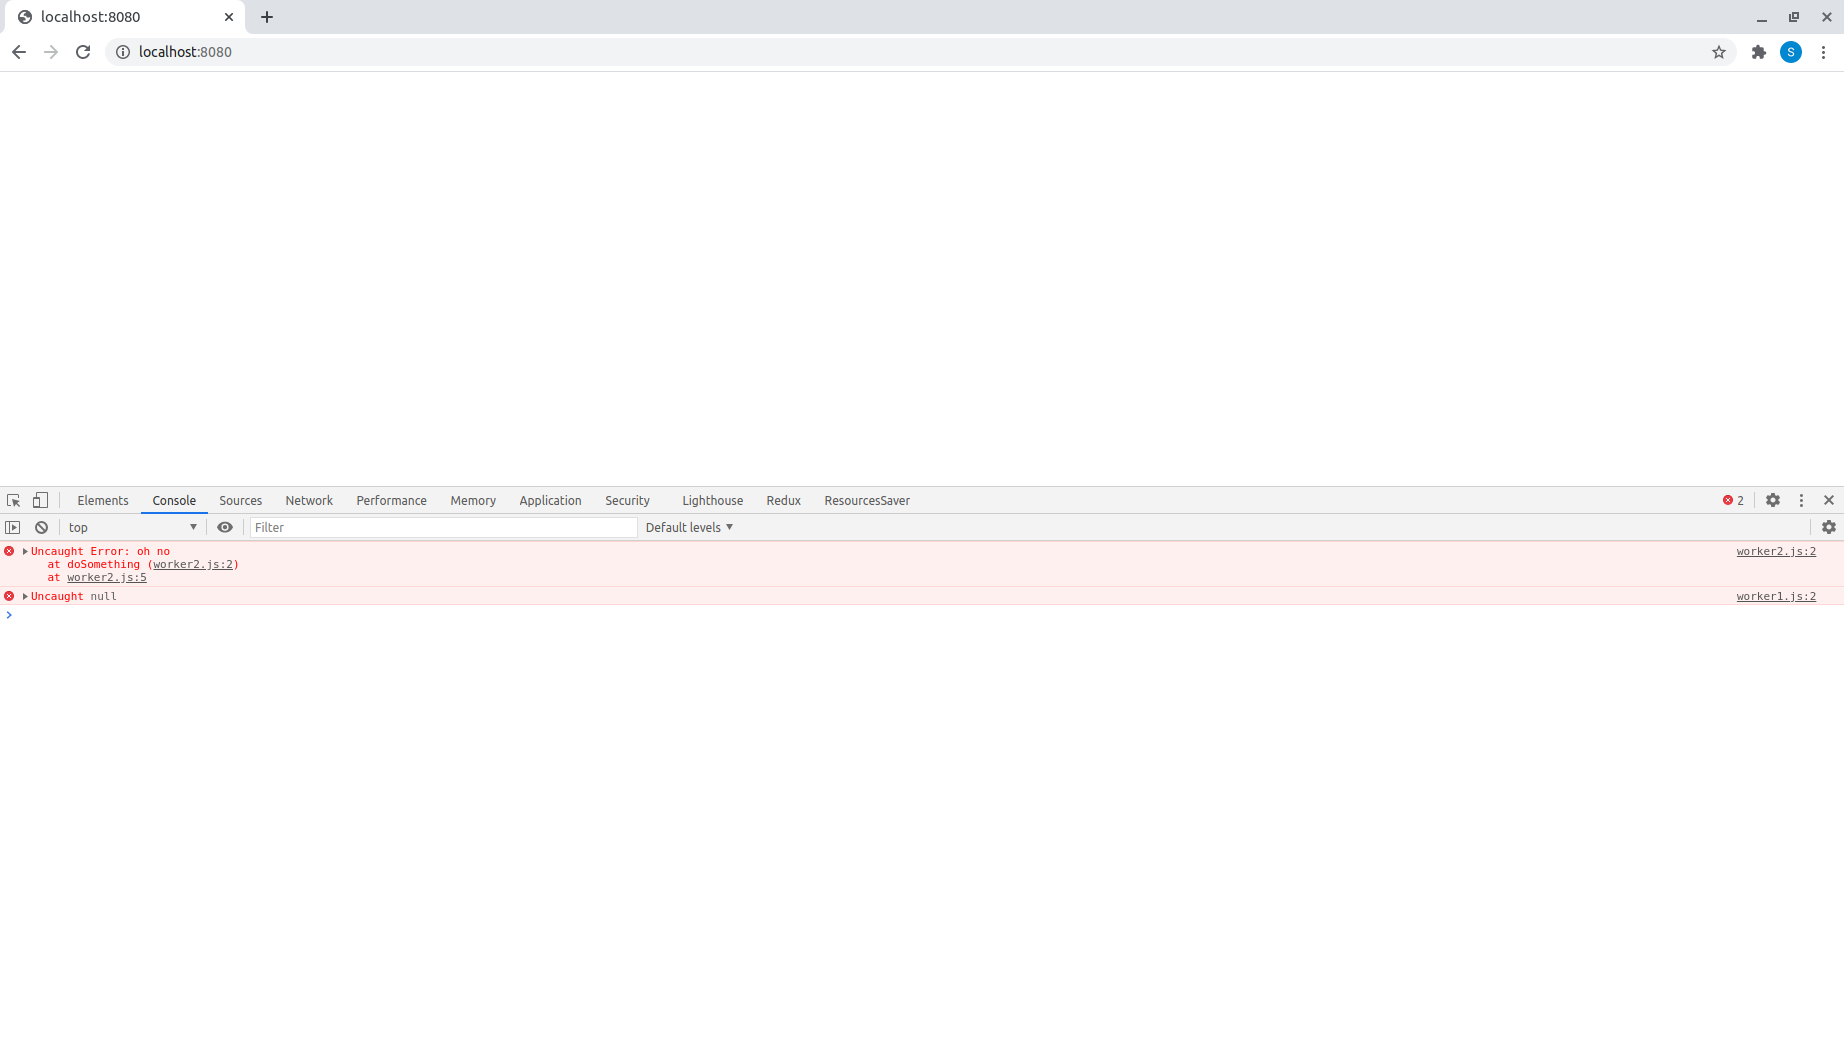 localhost:8080
localhost:8080
S
Elements Console Sources Network Performance Memory Application Security Lighthouse Redux ResourcesSaver 2
top Filter Default levels
Uncaught Error: oh no worker2.js:2
at doSomething (worker2.js:2)
at worker2.js:5
Uncaught null worker1.js:2